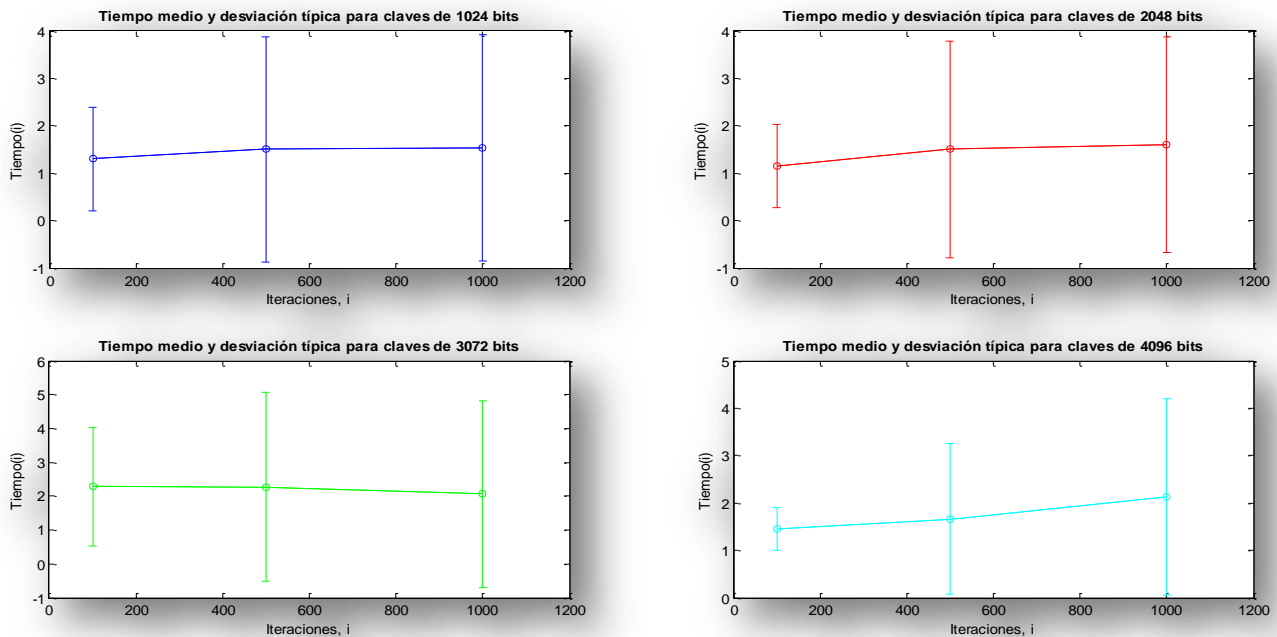 Tiempo medio y desviación típica para claves de 1024 bits
4
3
2
1
0
-1
Tiempo(i)
0 200 400 600 800 1000 1200
Iteraciones, i
Tiempo medio y desviación típica para claves de 2048 bits
4
3
2
1
0
-1
Tiempo(i)
0 200 400 600 800 1000 1200
Iteraciones, i
Tiempo medio y desviación típica para claves de 3072 bits
6
5
4
3
2
1
0
-1
Tiempo(i)
0 200 400 600 800 1000 1200
Iteraciones, i
Tiempo medio y desviación típica para claves de 4096 bits
5
4
3
2
1
0
Tiempo(i)
0 200 400 600 800 1000 1200
Iteraciones, i